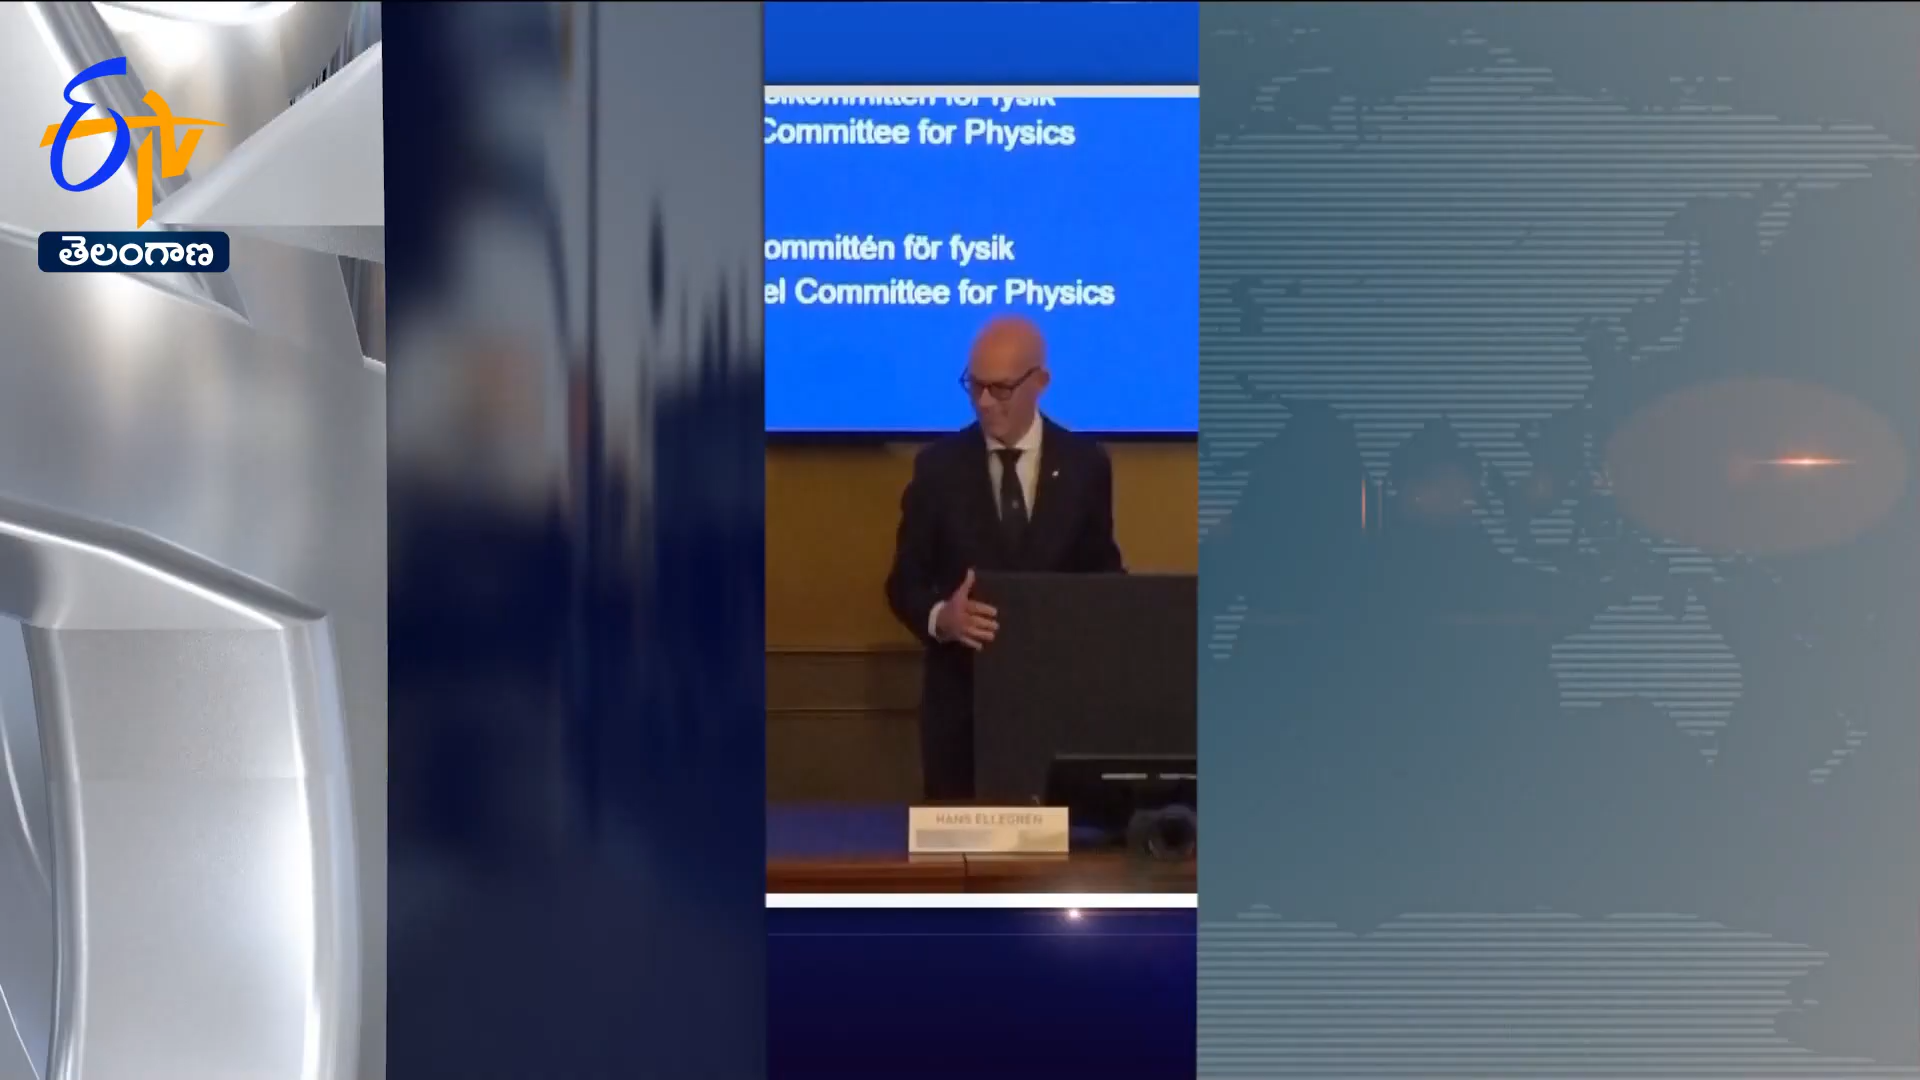 ETV
తెలంగాణ
Committee for Physics
ommittén för fysik
el Committee for Physics
HANS ELLEGREN